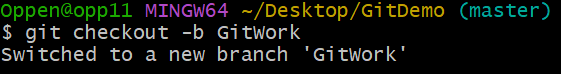 Oppen@opp11 MINGW64 ~/Desktop/GitDemo (master)
$ git checkout -b GitWork
Switched to a new branch 'GitWork'